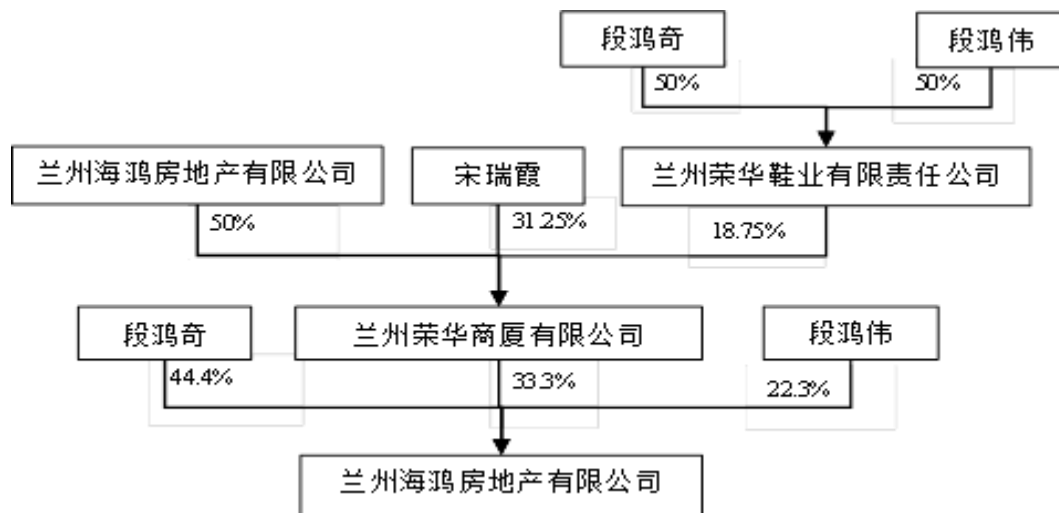 段鸿奇
段鸿伟
50%
50%
兰州海鸿房地产有限公司
宋瑞霞
兰州荣华鞋业有限责任公司
50%
31.25%
18.75%
段鸿奇
兰州荣华商厦有限公司
段鸿伟
44.4%
33.3%
22.3%
兰州海鸿房地产有限公司